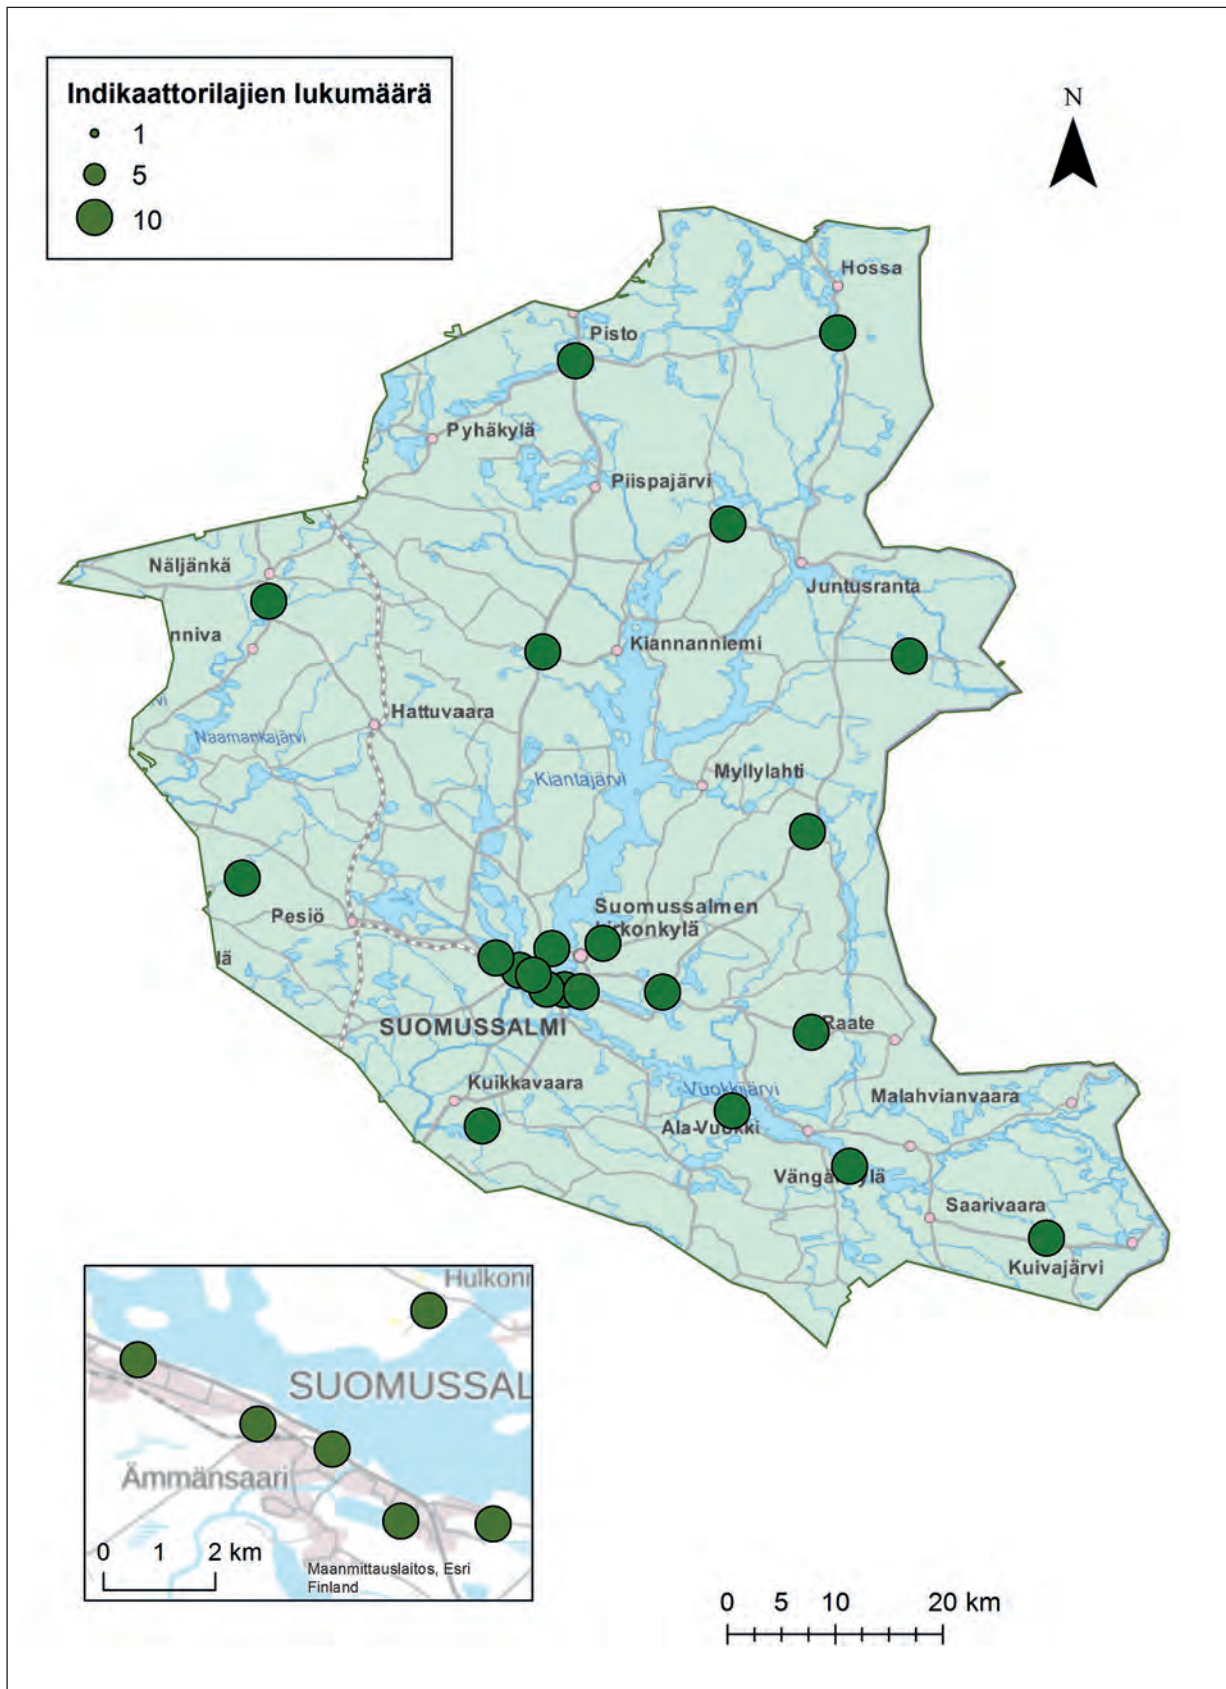 Indikaattorilajien lukumäärä
1
5
10
N
Hossa
Pisto
Pyhäkylä
Piispajärvi
Näljänkä
Juntusranta
nniva
Kiannanniemi
vi
Hattuvaara
Naamankajärvi
Myllylahti
Kiantajärvi
Suomussalmen
kirkonkylä
Pesiö
lä
SUOMUSSALMI
Raate
Kuikkavaara
Vuokkijärvi
Malahvianvaara
Ala-Vuokki
Vängänkylä
Saarivaara
Kuivajärvi
Hulkonn
SUOMUSSAL
Ämmänsaari
0 1 2 km
Maanmittauslaitos, Esri
Finland
0 5 10 20 km